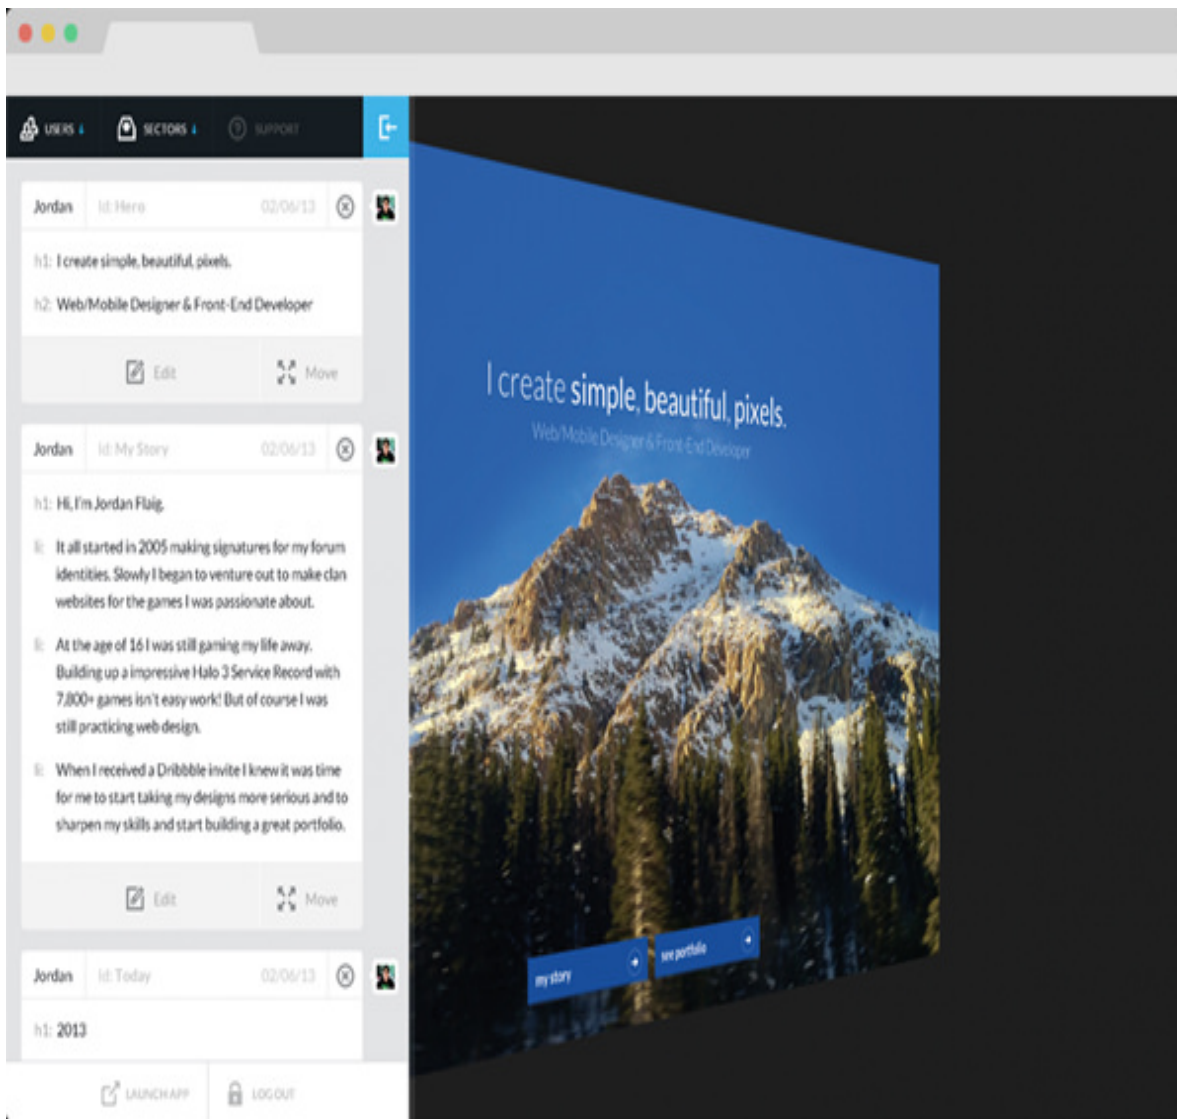 USERS
SECTORS
SUPPORT
Jordan
Id: Hero
02/06/13
h1: I create simple, beautiful, pixels.
h2: Web/Mobile Designer & Front-End Developer
Edit
Move
Jordan
Id: My Story
02/06/13
h1: Hi, I'm Jordan Flaig.
It all started in 2005 making signatures for my forum
identities. Slowly I began to venture out to make clan
websites for the games I was passionate about.
At the age of 16 I was still gaming my life away.
Building up a impressive Halo 3 Service Record with
7,800+ games isn't easy work! But of course I was
still practicing web design.
When I received a Dribbble invite I knew it was time
for me to start taking my designs more serious and to
sharpen my skills and start building a great portfolio.
Edit
Move
Jordan
Id: Today
02/06/13
h1: 2013
LAUNCH APP
LOG OUT
I create simple, beautiful, pixels.
Web/Mobile Designer & Front-End Developer
my story
see portfolio